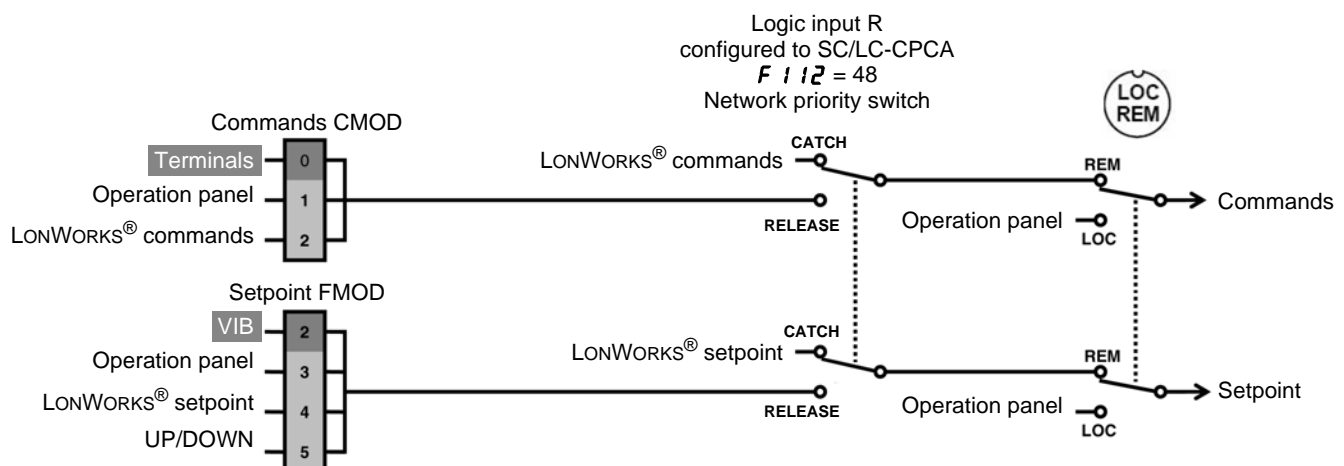 Logic input R
configured to SC/LC-CPCA
F112 = 48
Network priority switch
LOC
REM
Commands CMOD
Terminals 0
Operation panel 1
LONWORKS® commands 2
LONWORKS® commands
CATCH
RELEASE
REM
Operation panel
LOC
Commands
Setpoint FMOD
VIB 2
Operation panel 3
LONWORKS® setpoint 4
UP/DOWN 5
LONWORKS® setpoint
CATCH
RELEASE
REM
Operation panel
LOC
Setpoint